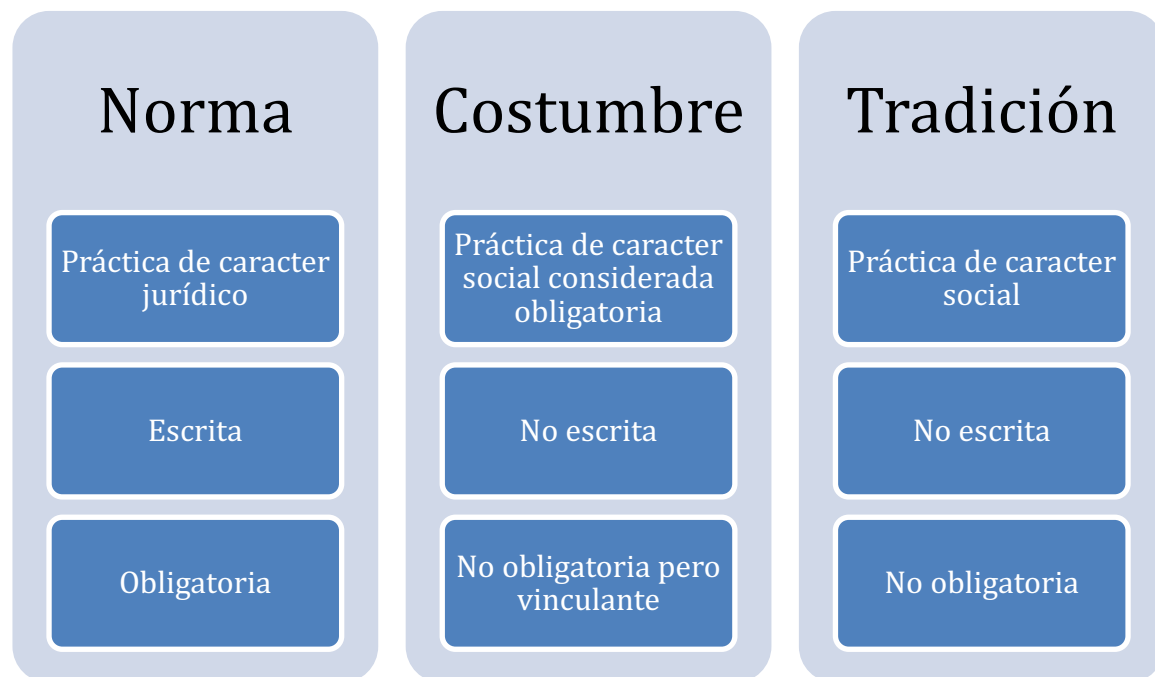 Norma
Práctica de caracter
jurídico
Escrita
Obligatoria
Costumbre
Práctica de caracter
social considerada
obligatoria
No escrita
No obligatoria pero
vinculante
Tradición
Práctica de caracter
social
No escrita
No obligatoria